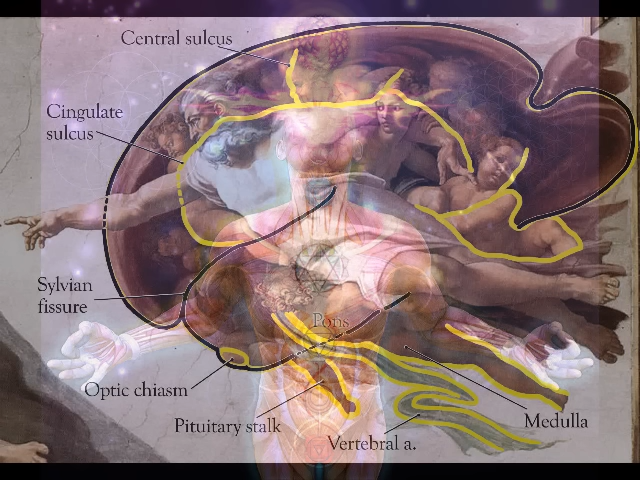 Central sulcus
Cingulate
sulcus
Sylvian
fissure
Pons
Optic chiasm
Pituitary stalk
Vertebral a.
Medulla